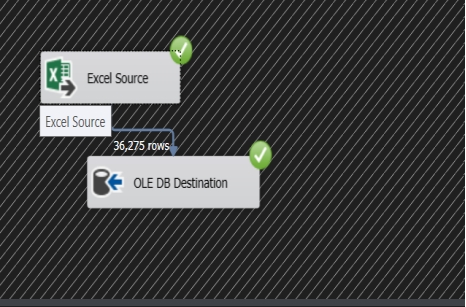 Excel Source
Excel Source
36,275 rows
OLE DB Destination